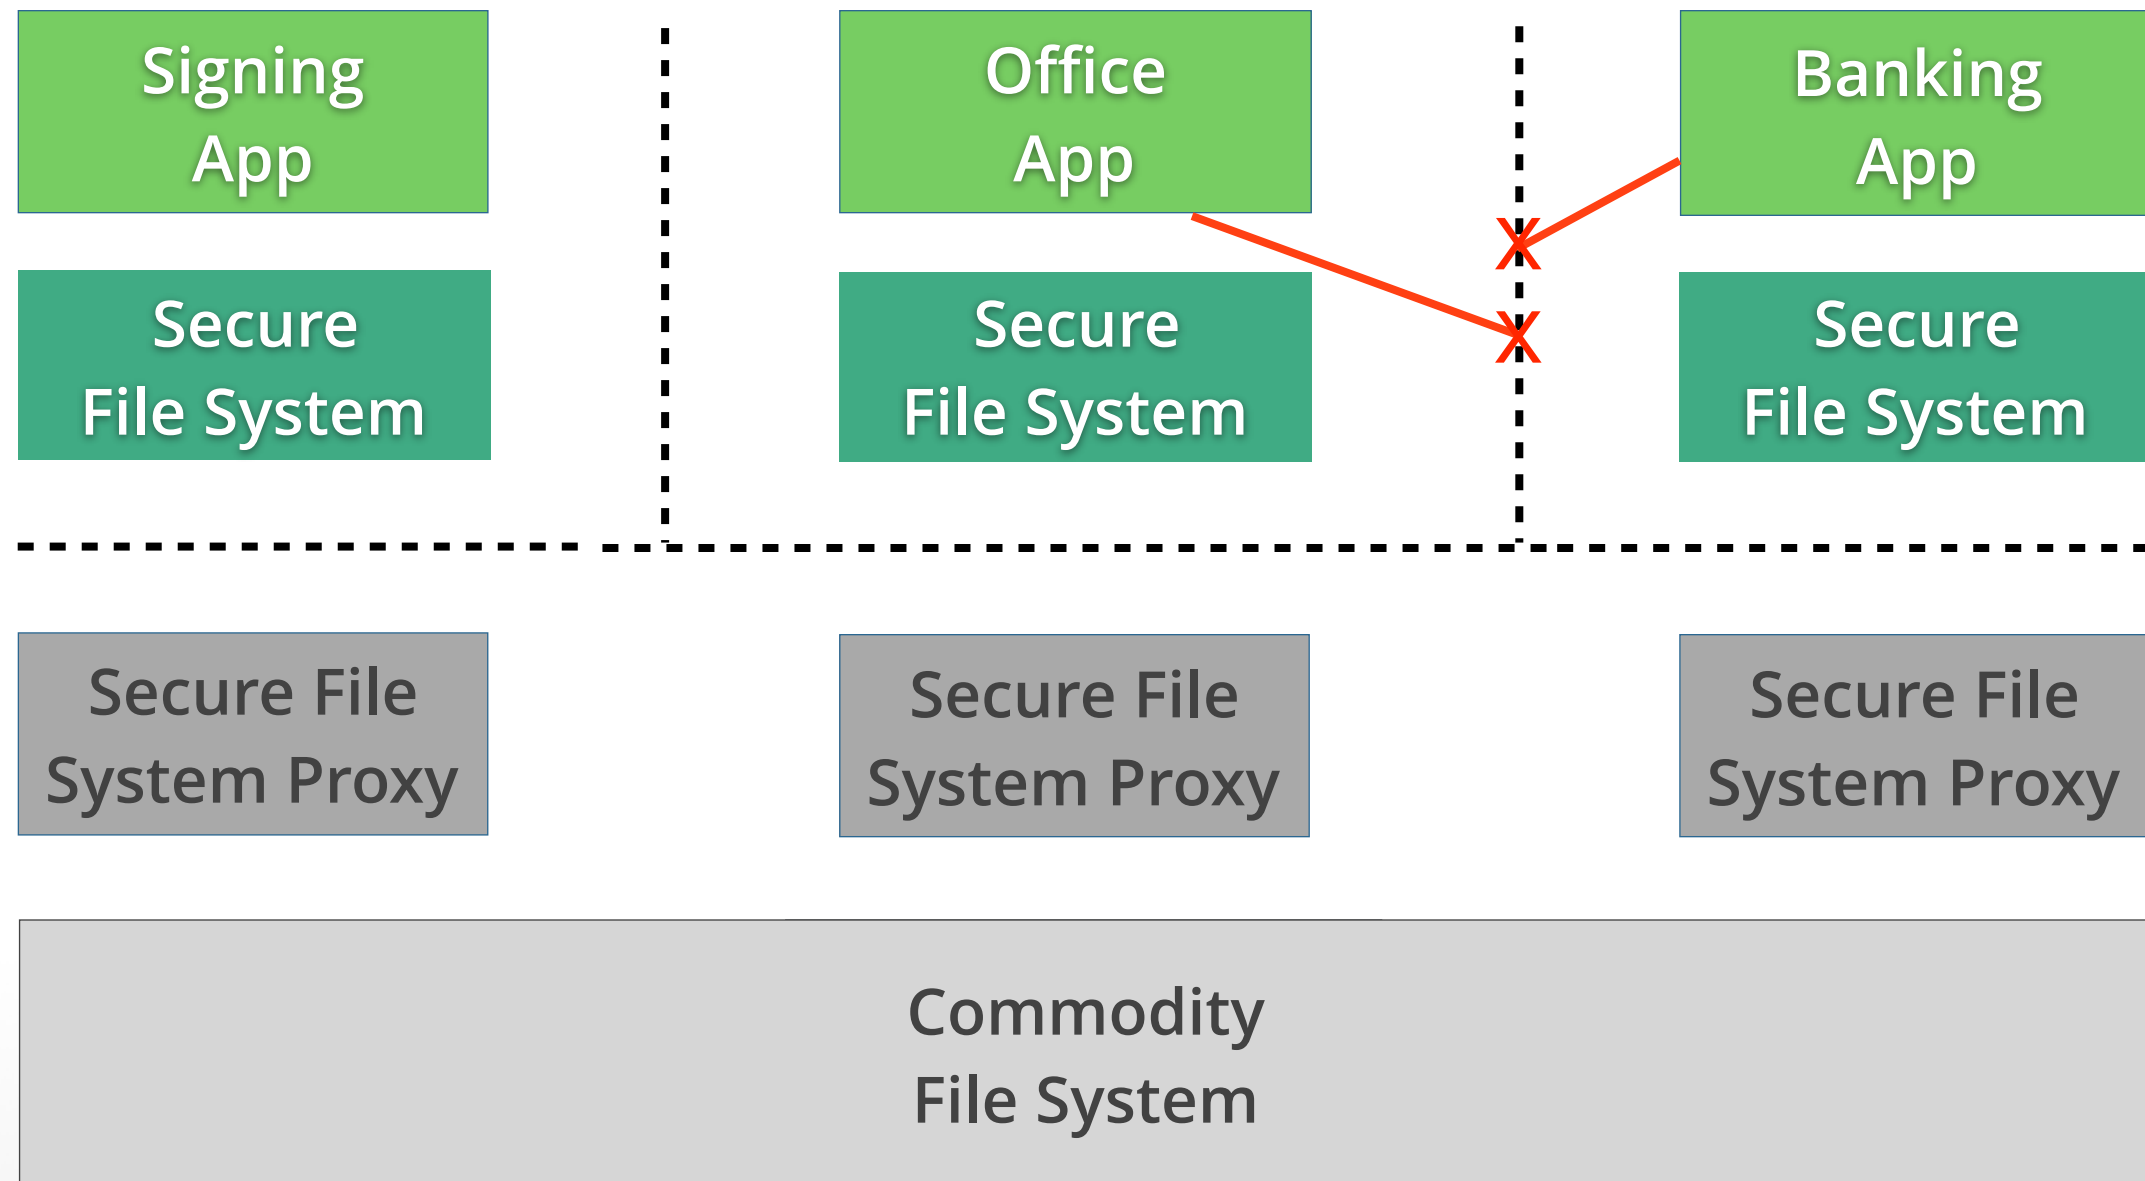 Signing
App
Office
App
Banking
App
X
X
Secure
File System
Secure
File System
Secure
File System
Secure File
System Proxy
Secure File
System Proxy
Secure File
System Proxy
Commodity
File System